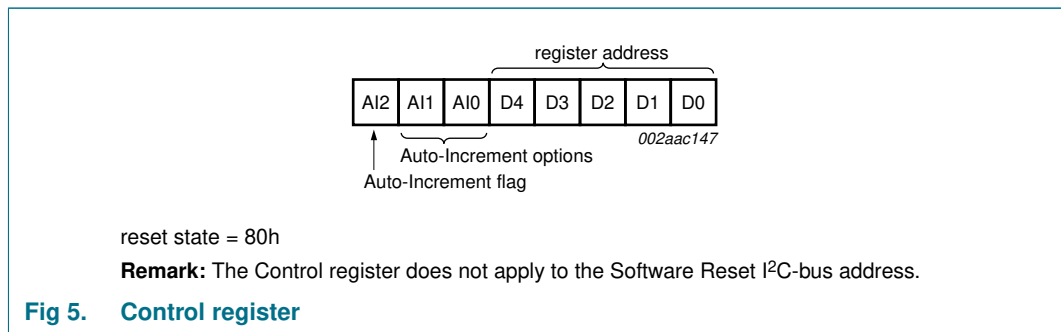 register address
AI2 AI1 AI0 D4 D3 D2 D1 D0
002aac147
Auto-Increment options
Auto-Increment flag
reset state = 80h
Remark: The Control register does not apply to the Software Reset I²C-bus address.
Fig 5. Control register